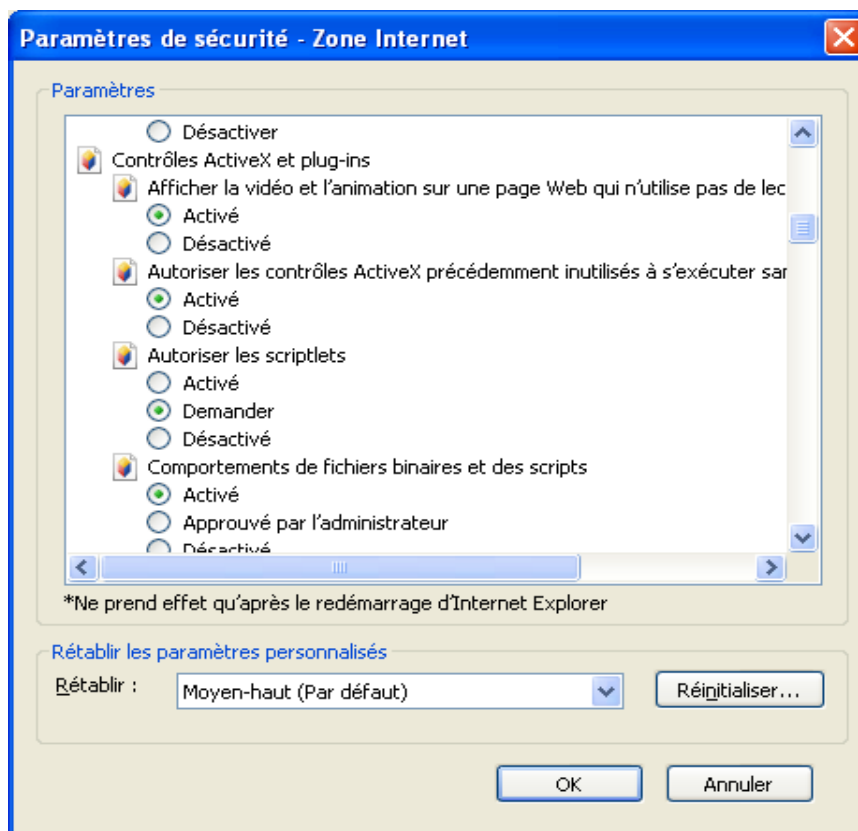 Paramètres de sécurité - Zone Internet
Paramètres
Désactiver
Contrôles ActiveX et plug-ins
Afficher la vidéo et l'animation sur une page Web qui n'utilise pas de lec
Activé
Désactivé
Autoriser les contrôles ActiveX précédemment inutilisés à s'exécuter sar
Activé
Désactivé
Autoriser les scriptlets
Activé
Demander
Désactivé
Comportements de fichiers binaires et des scripts
Activé
Approuvé par l'administrateur
Désactivé
*Ne prend effet qu'après le redémarrage d'Internet Explorer
Rétablir les paramètres personnalisés
Rétablir :
Moyen-haut (Par défaut)
Réinitialiser...
OK
Annuler